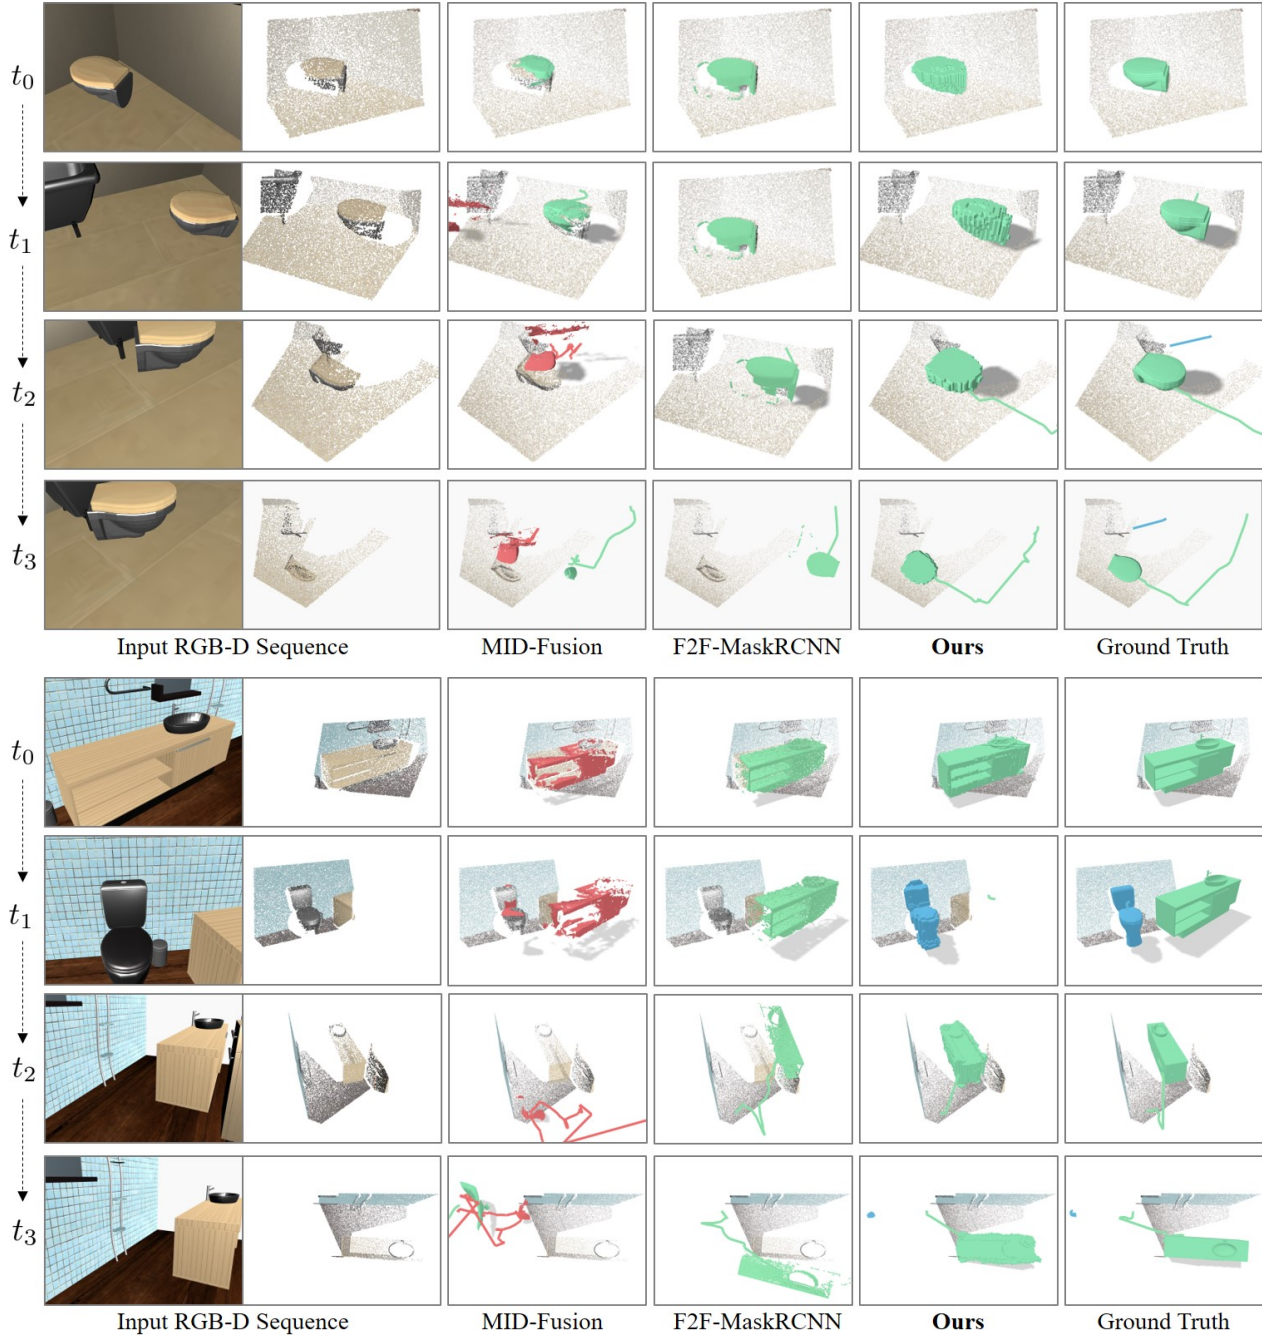 t0
t1
t2
t3
Input RGB-D Sequence MID-Fusion F2F-MaskRCNN Ours Ground Truth
t0
t1
t2
t3
Input RGB-D Sequence MID-Fusion F2F-MaskRCNN Ours Ground Truth